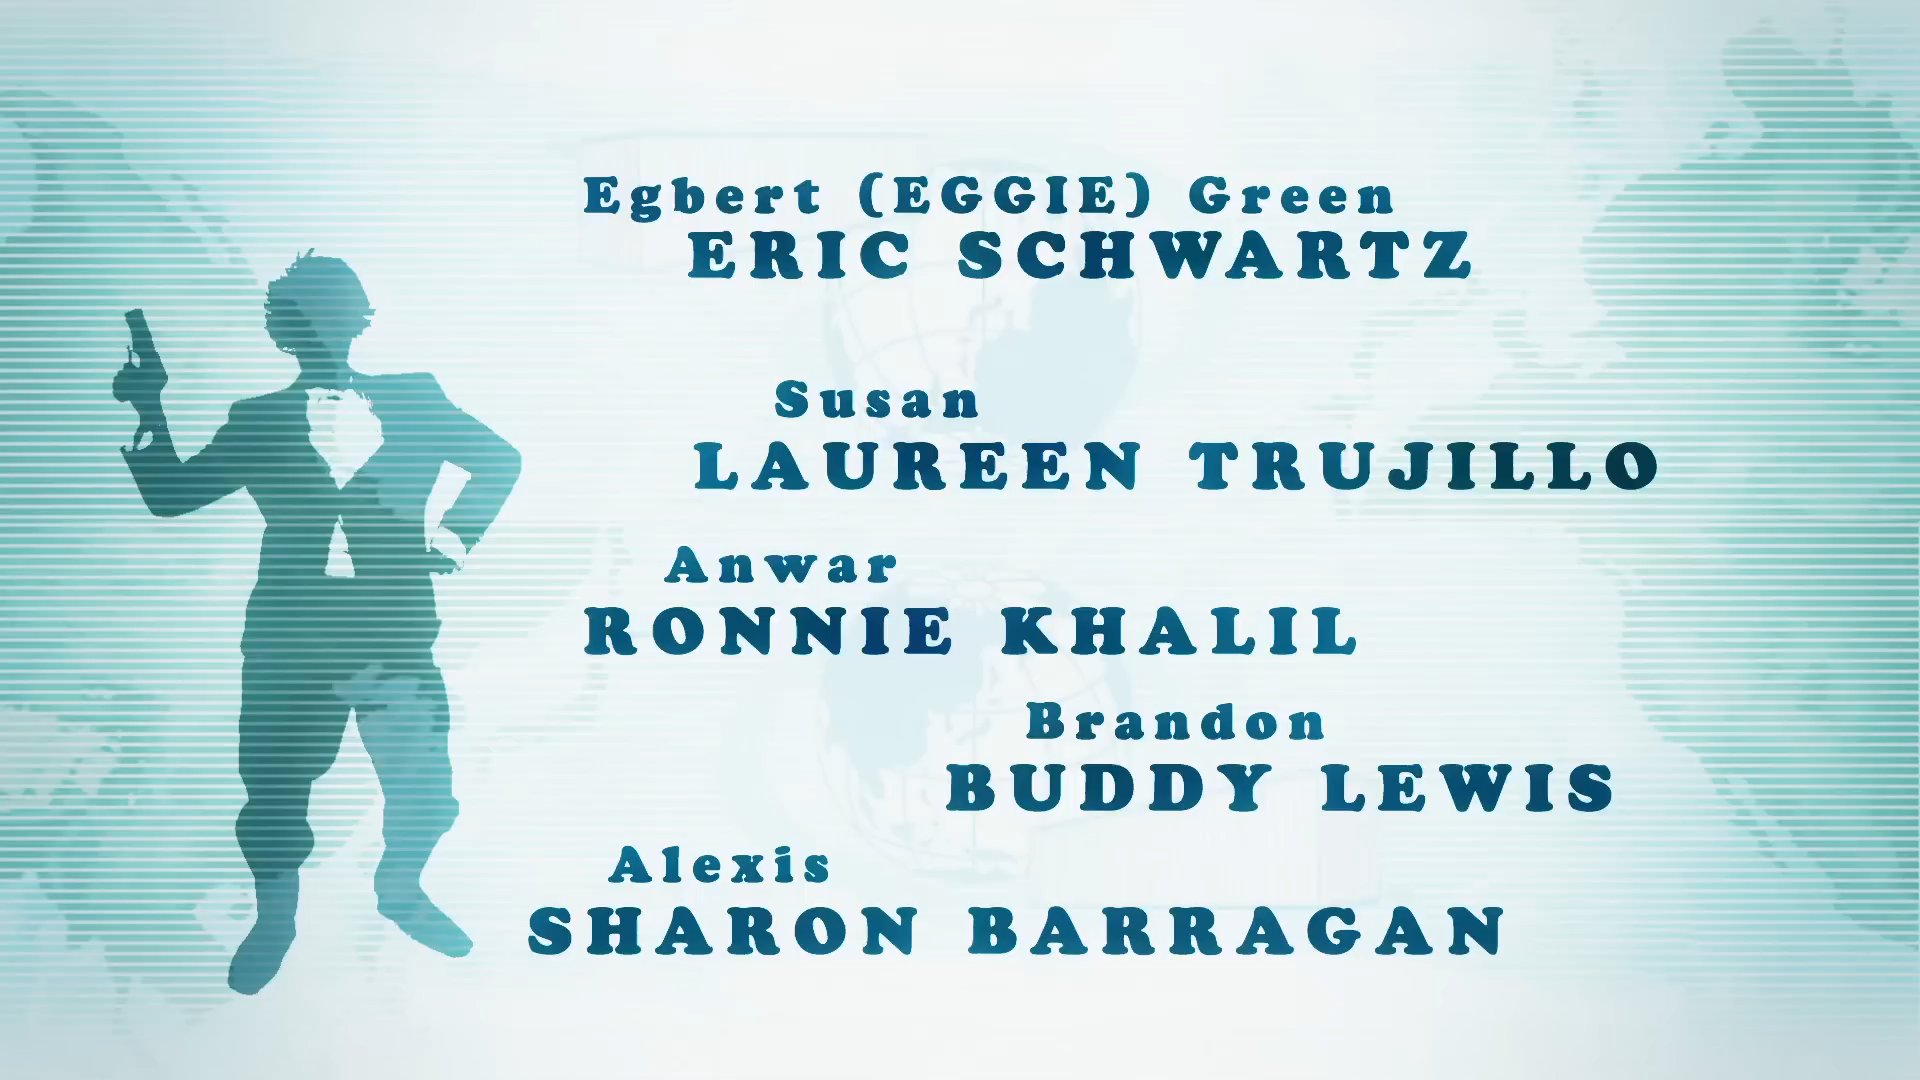 Egbert (EGGIE) Green
ERIC SCHWARTZ
Susan
LAUREEN TRUJILLO
Anwar
RONNIE KHALIL
Brandon
BUDDY LEWIS
Alexis
SHARON BARRAGAN